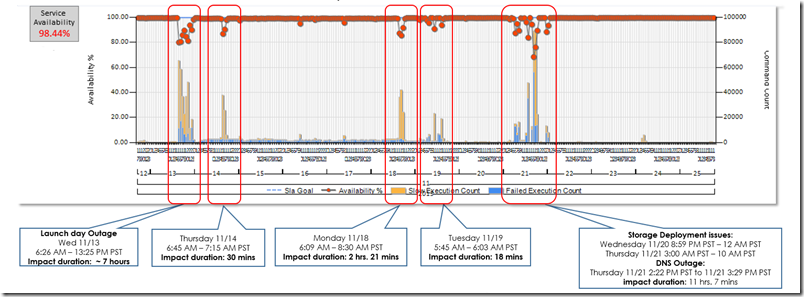 Service
Availability
98.44%
Availability %
100.00
80.00
60.00
40.00
20.00
0.00
100000
80000
60000
40000
20000
0
Command Count
12 13 14 15 16 17 18 19 20 21 22 23 24 25
11
Sla Goal Availability % Slow Execution Count Failed Execution Count
Launch day Outage
Wed 11/13
6:26 AM – 13:25 PM PST
Impact duration: ~ 7 hours
Thursday 11/14
6:45 AM – 7:15 AM PST
Impact duration: 30 mins
Monday 11/18
6:09 AM – 8:30 AM PST
Impact duration: 2 hrs. 21 mins
Tuesday 11/19
5:45 AM – 6:03 AM PST
Impact duration: 18 mins
Storage Deployment issues:
Wednesday 11/20 8:59 PM PST – 12 AM PST
Thursday 11/21 3:00 AM PST – 10 AM PST
DNS Outage:
Thursday 11/21 2:22 PM PST to 11/21 3:29 PM PST
impact duration: 11 hrs. 7 mins